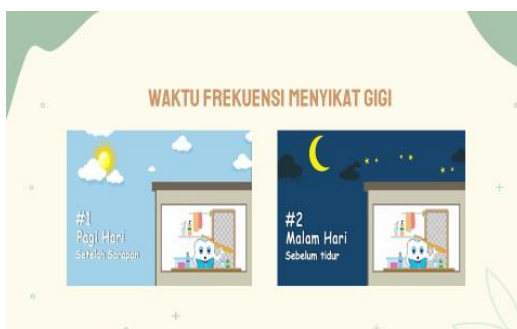 WAKTU FREKUENSI MENYIKAT GIGI
#1
Pagi Hari
Setelah Sarapan
#2
Malam Hari
Sebelum tidur